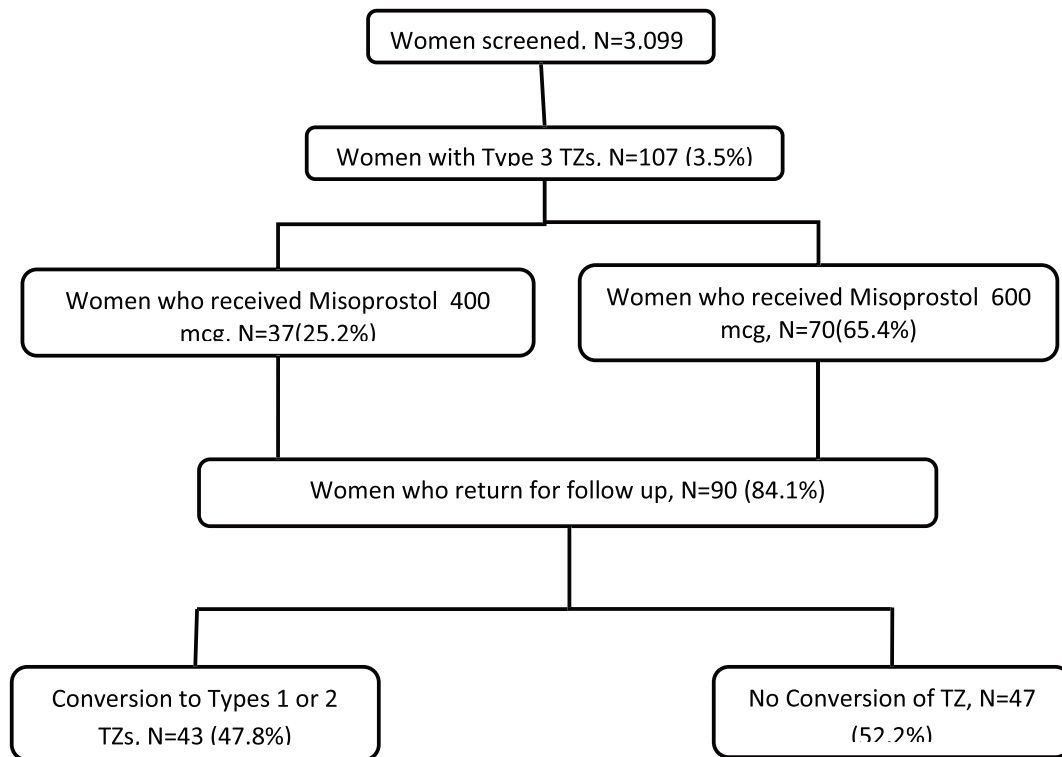 Women screened, N=3,099
Women with Type 3 TZs, N=107 (3.5%)
Women who received Misoprostol 400
mcg, N=37(25.2%)
Women who received Misoprostol 600
mcg, N=70(65.4%)
Women who return for follow up, N=90 (84.1%)
Conversion to Types 1 or 2
TZs, N=43 (47.8%)
No Conversion of TZ, N=47
(52.2%)